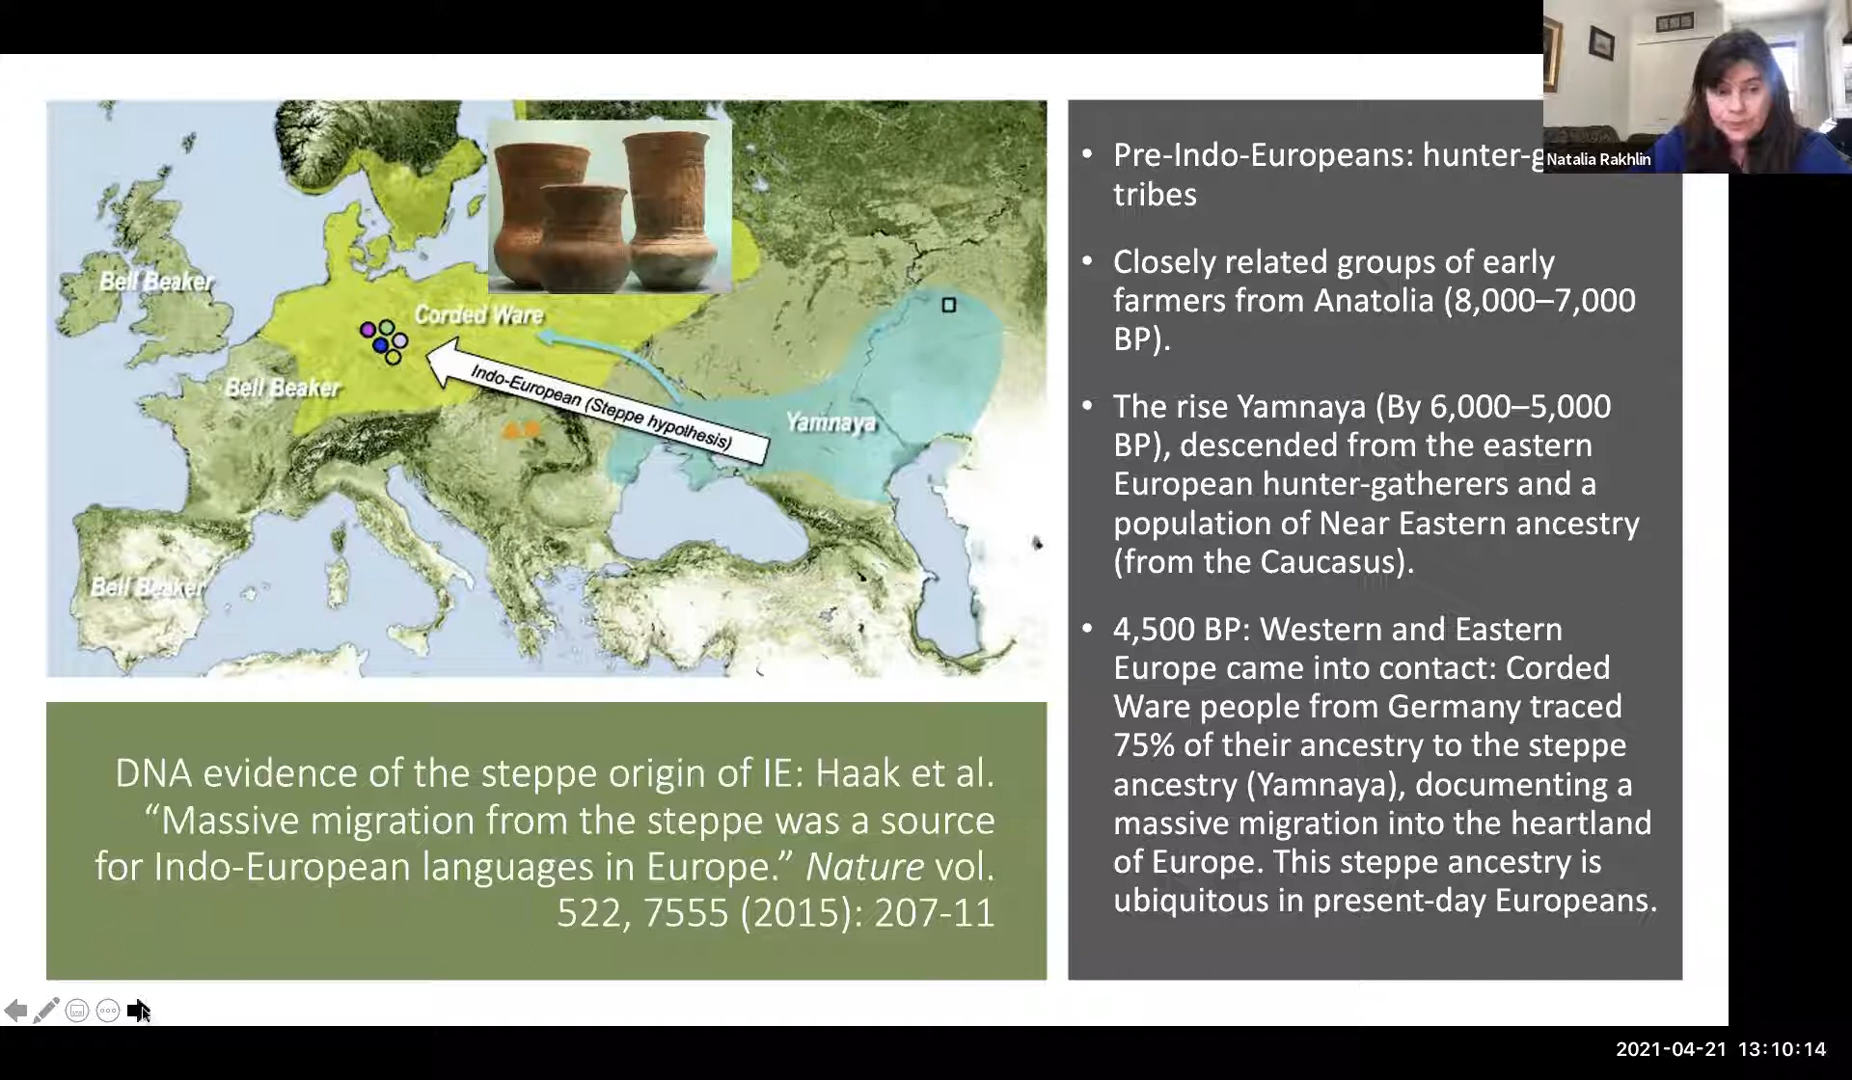 Bell Beaker
Corded Ware
Bell Beaker
Indo-European (Steppe hypothesis)
Yamnaya
Bell Beaker
DNA evidence of the steppe origin of IE: Haak et al.
“Massive migration from the steppe was a source
for Indo-European languages in Europe.” Nature vol.
522, 7555 (2015): 207-11
• Pre-Indo-Europeans: hunter-g
tribes
• Closely related groups of early
farmers from Anatolia (8,000–7,000
BP).
• The rise Yamnaya (By 6,000–5,000
BP), descended from the eastern
European hunter-gatherers and a
population of Near Eastern ancestry
(from the Caucasus).
• 4,500 BP: Western and Eastern
Europe came into contact: Corded
Ware people from Germany traced
75% of their ancestry to the steppe
ancestry (Yamnaya), documenting a
massive migration into the heartland
of Europe. This steppe ancestry is
ubiquitous in present-day Europeans.
Natalia Rakhlin
2021-04-21 13:10:14